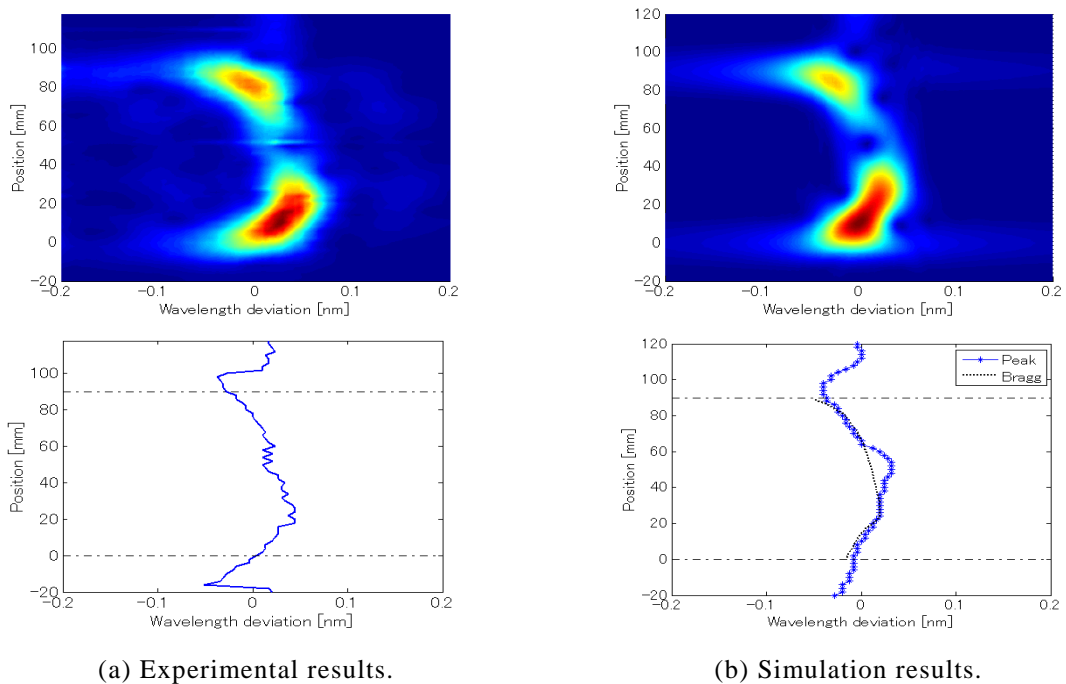 120
100
100
80
80
60
60
40
40
20
20
0
0
−20
−20
−0.2 −0.1 0 0.1 0.2
−0.2 −0.1 0 0.1 0.2
Position [mm]
Position [mm]
Wavelength deviation [nm]
Wavelength deviation [nm]
120
100
100
80
80
60
60
40
40
20
20
0
0
−20
−20
−0.2 −0.1 0 0.1 0.2
−0.2 −0.1 0 0.1 0.2
Position [mm]
Position [mm]
Peak
Bragg
Wavelength deviation [nm]
Wavelength deviation [nm]
(a) Experimental results.
(b) Simulation results.